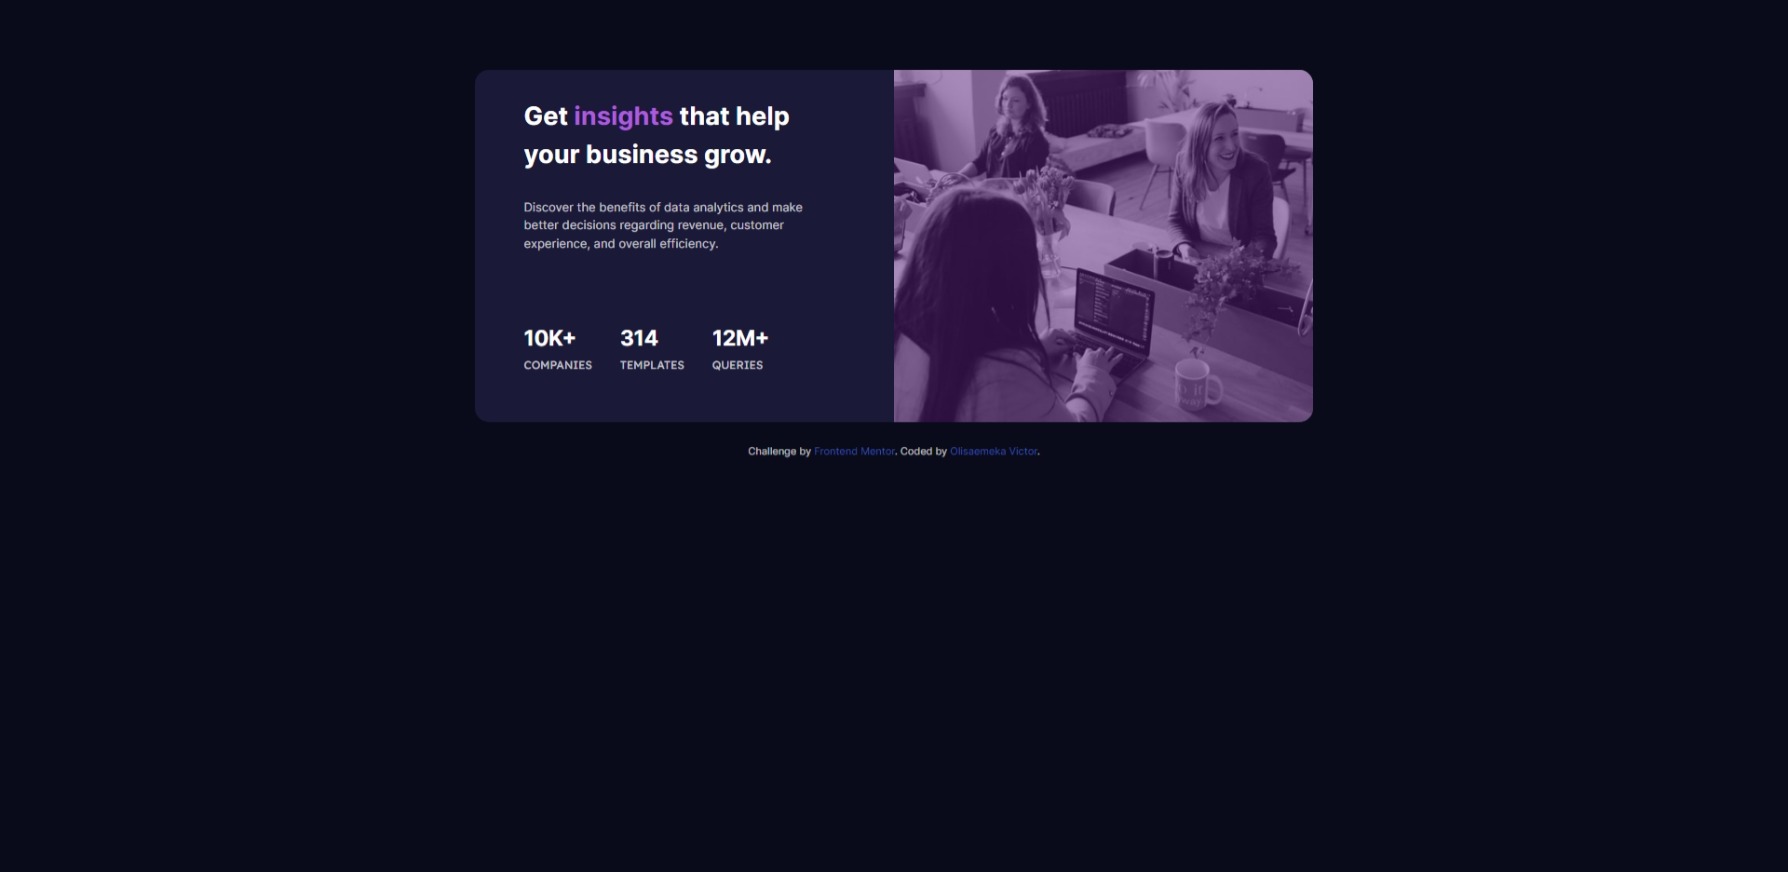 Get insights that help
your business grow.
Discover the benefits of data analytics and make
better decisions regarding revenue, customer
experience, and overall efficiency.
10K+ 314 12M+
COMPANIES TEMPLATES QUERIES
Challenge by Frontend Mentor. Coded by Olisaemeka Victor.